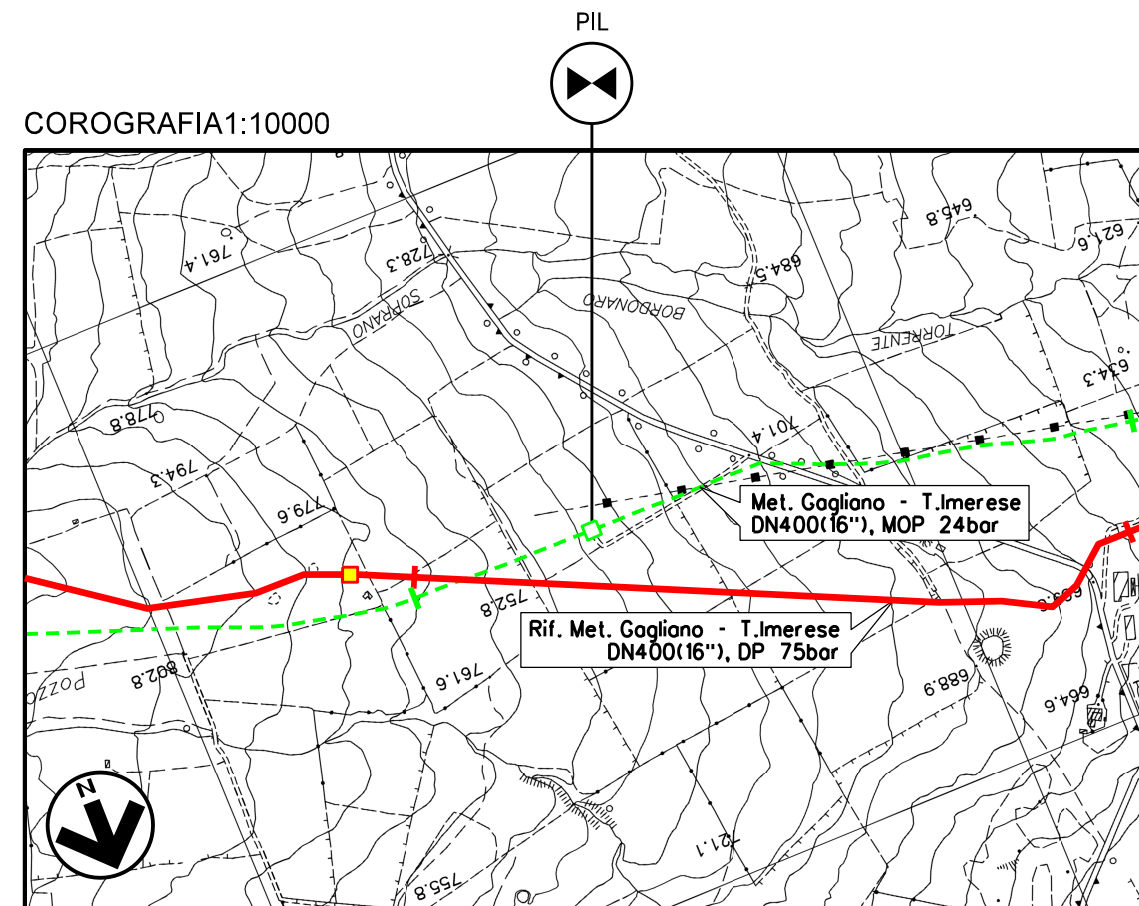 PIL
COROGRAFIA1:10000
761.4
728.3
SOPRANO
BORDONARO
684.5
645.8
621.6
TORRENTE
634.3
778.8
794.3
779.6
701.4
Met. Gagliano - T.Imerese
DN400(16"), MOP 24bar
752.8
Rif. Met. Gagliano - T.Imerese
DN400(16"), DP 75bar
802.8
POZZO
761.6
688.9
664.6
N
721.1
755.8